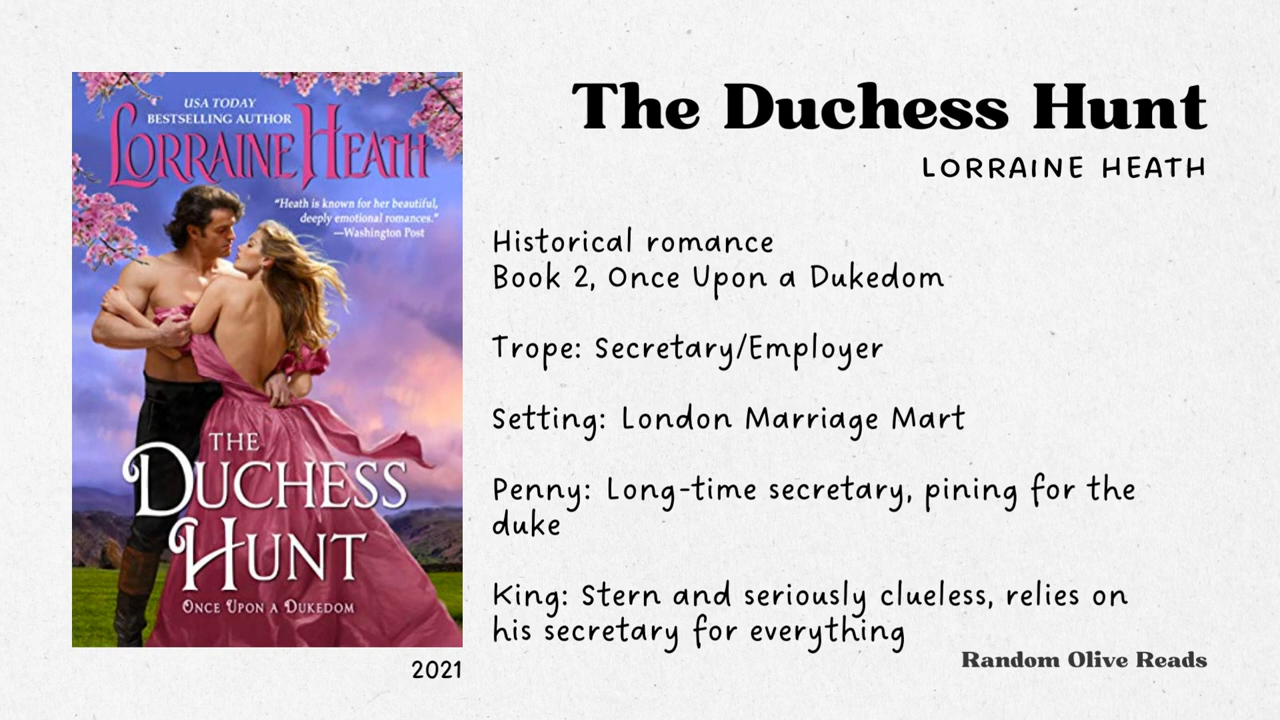 USA TODAY
BESTSELLING AUTHOR
LORRAINE HEATH
“Heath is known for her beautiful,
deeply emotional romances.”
—Washington Post
THE
DUCHESS
HUNT
ONCE UPON A DUKEDOM
2021
The Duchess Hunt
LORRAINE HEATH
Historical romance
Book 2, Once Upon a Dukedom
Trope: Secretary/Employer
Setting: London Marriage Mart
Penny: Long-time secretary, pining for the
duke
King: Stern and seriously clueless, relies on
his secretary for everything
Random Olive Reads